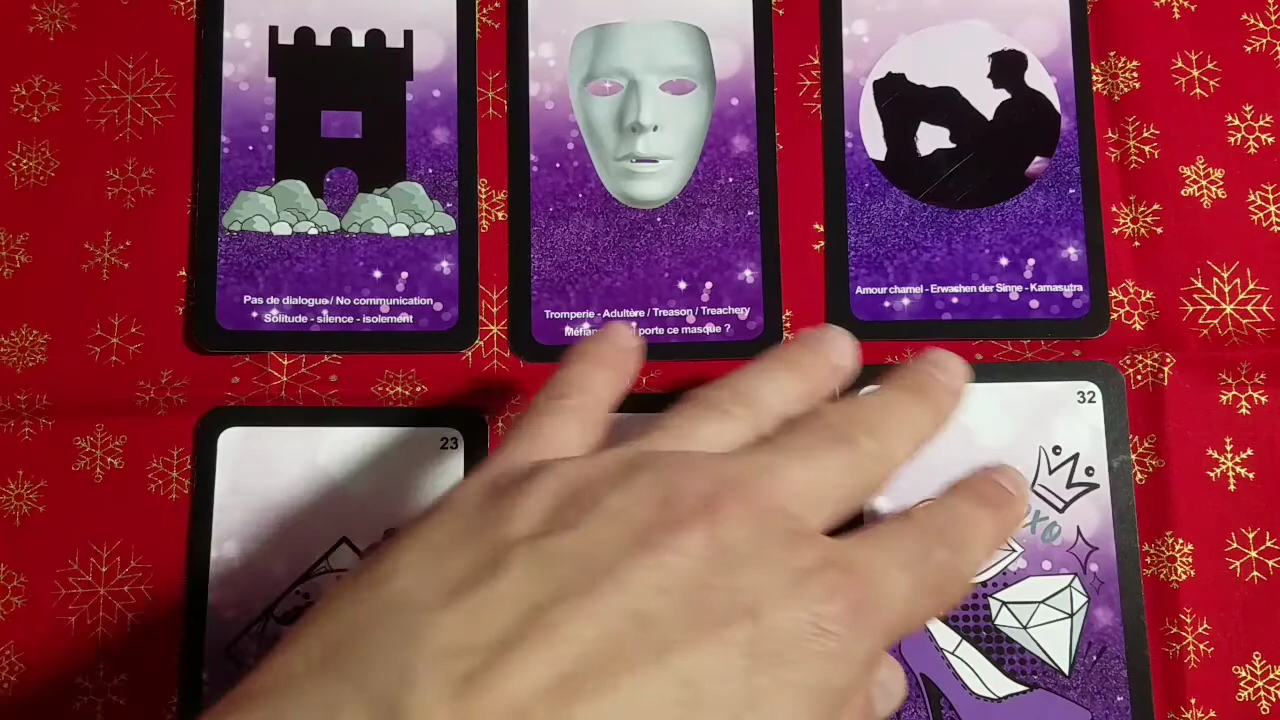 Pas de dialogue / No communication
Solitude - silence - isolement
Tromperie - Adultère / Treason / Treachery
porte ce masque ?
Amour charnel - Erwachen der Sinne - Kamasutra
23
32